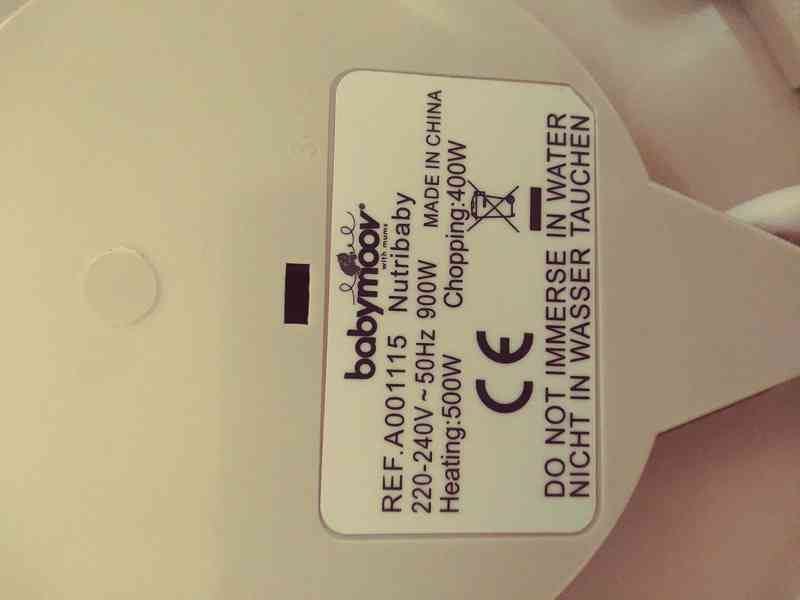 babymoov®
with mums
REF.A001115 Nutribaby
220-240V~50Hz 900W MADE IN CHINA
Heating:500W Chopping:400W
CE
DO NOT IMMERSE IN WATER
NICHT IN WASSER TAUCHEN